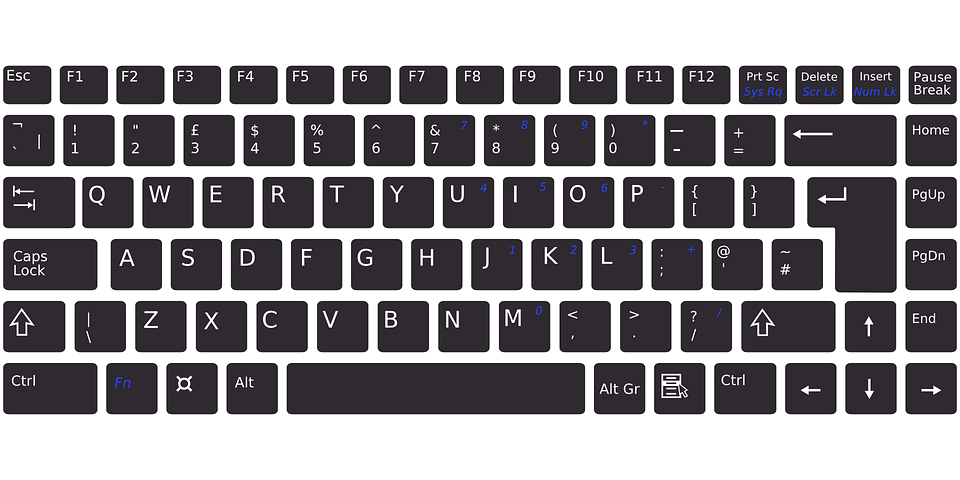 Esc F1 F2 F3 F4 F5 F6 F7 F8 F9 F10 F11 F12 Prt Sc Delete Insert Pause
Sys Rq Scr Lk Num Lk Break
¬ | ! " £ $ % ^ & 7 * 8 ( 9 ) * — + Home
` 1 2 3 4 5 6 7 8 9 0 - =
Q W E R T Y U 4 I 5 O 6 P - { } PgUp
[ ]
Caps A S D F G H J 1 K 2 L 3 : + @ ~ PgDn
Lock ; ' #
| Z X C V B N M 0 < > ? / End
\ , . /
Ctrl Fn Alt Alt Gr Ctrl